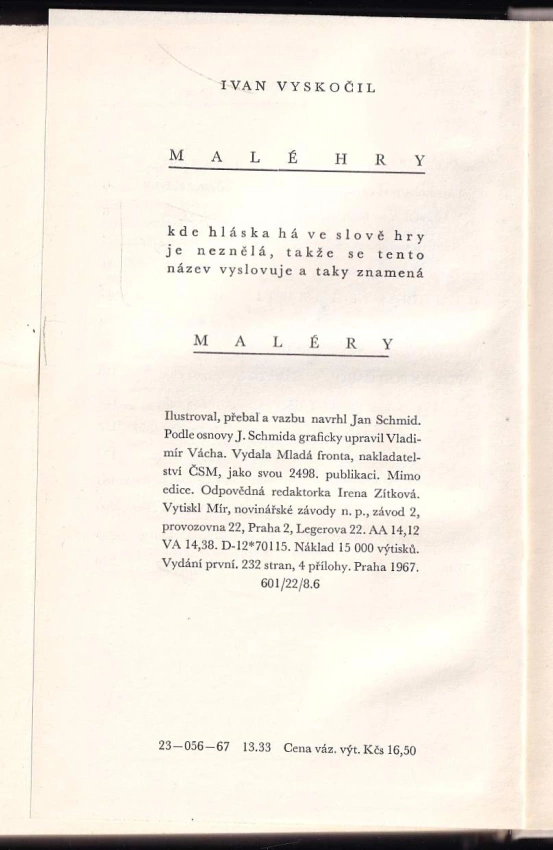 IVAN VYSKOČIL
MALÉ HRY
kde hláska há ve slově hry
je neznělá, takže se tento
název vyslovuje a taky znamená
MALÉRY
Ilustroval, přebal a vazbu navrhl Jan Schmid.
Podle osnovy J. Schmida graficky upravil Vladi-
mír Vácha. Vydala Mladá fronta, nakladatel-
ství ČSM, jako svou 2498. publikaci. Mimo
edice. Odpovědná redaktorka Irena Zítková.
Vytiskl Mír, novinářské závody n. p., závod 2,
provozovna 22, Praha 2, Legerova 22. AA 14,12
VA 14,38. D-12*70115. Náklad 15 000 výtisků.
Vydání první. 232 stran, 4 přílohy. Praha 1967.
601/22/8.6
23—056—67 13.33 Cena váz. výt. Kčs 16,50